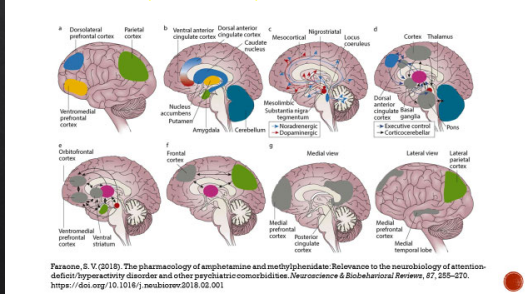 a
Dorsolateral
prefrontal cortex
Parietal
cortex
Ventromedial
prefrontal
cortex
b
Ventral anterior
cingulate cortex
Dorsal anterior
cingulate cortex
Caudate
nucleus
Nucleus
accumbens
Putamen
Amygdala
Cerebellum
c
Mesocortical
Nigrostriatal
Locus
coeruleus
Mesolimbic
Substantia nigra
tegmentum
Noradrenergic
Dopaminergic
d
Cortex
Thalamus
Dorsal
anterior
cingulate
cortex
Basal
ganglia
Pons
Executive control
Corticocerebellar
e
Orbitofrontal
cortex
Ventromedial
prefrontal
cortex
Ventral
striatum
f
Frontal
cortex
g
Medial view
Medial
prefrontal
cortex
Posterior
cingulate
cortex
Lateral view
Lateral
parietal
cortex
Medial
prefrontal
cortex
Medial
temporal lobe
Faraone, S. V. (2018). The pharmacology of amphetamine and methylphenidate: Relevance to the neurobiology of attention-
deficit/hyperactivity disorder and other psychiatric comorbidities. Neuroscience & Biobehavioral Reviews, 87, 255–270.
https://doi.org/10.1016/j.neubiorev.2018.02.001